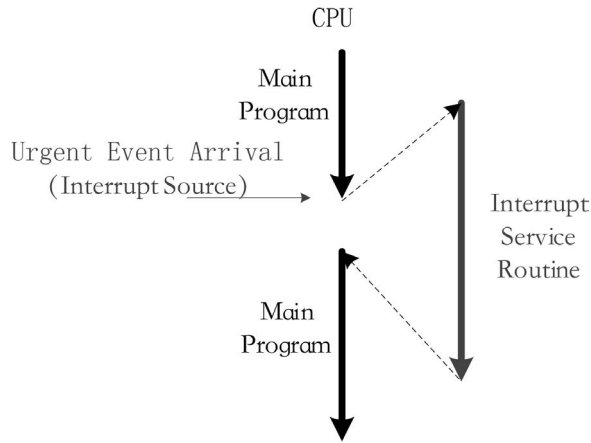 CPU
Main
Program
Urgent Event Arrival
(Interrupt Source)
Interrupt
Service
Routine
Main
Program